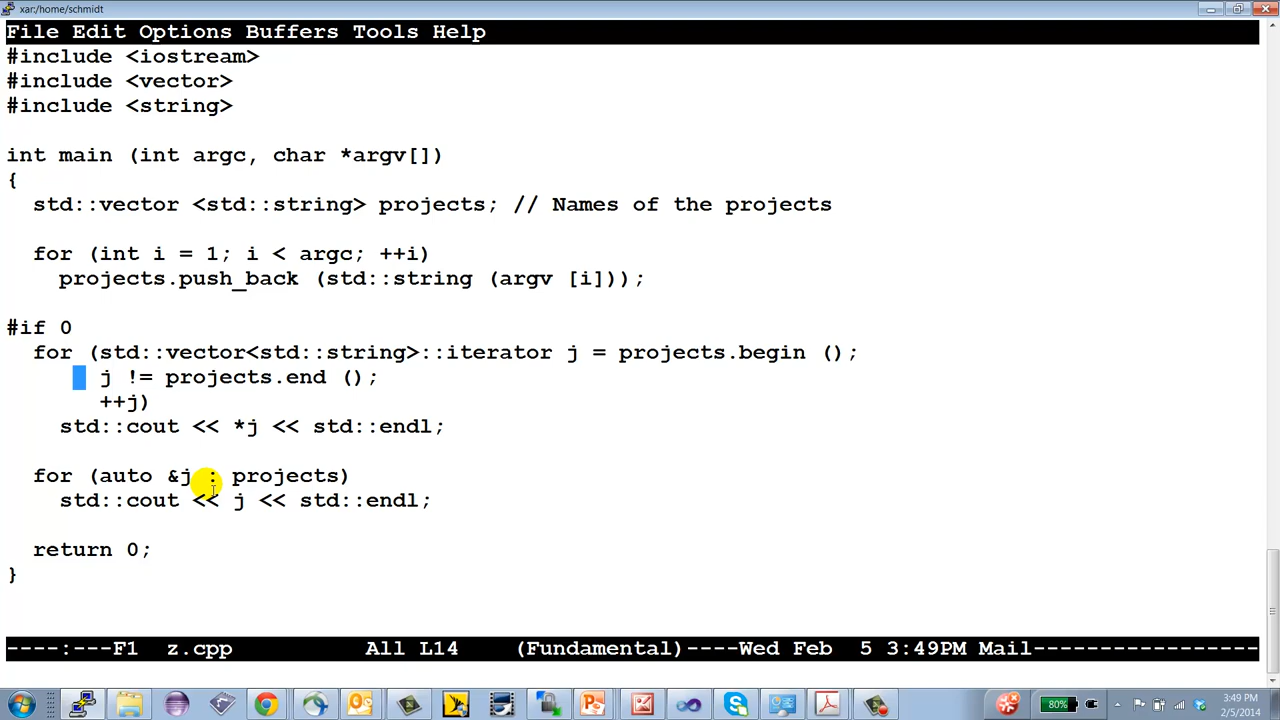 xar:/home/schmidt
File Edit Options Buffers Tools Help
#include <iostream>
#include <vector>
#include <string>
int main (int argc, char *argv[])
{
std::vector <std::string> projects; // Names of the projects
for (int i = 1; i < argc; ++i)
projects.push_back (std::string (argv [i]));
#if 0
for (std::vector<std::string>::iterator j = projects.begin ();
j != projects.end ();
++j)
std::cout << *j << std::endl;
for (auto &j : projects)
std::cout << j << std::endl;
return 0;
}
----:---F1 z.cpp All L14 (Fundamental)----Wed Feb 5 3:49PM Mail-----------------
80%
3:49 PM
2/5/2014